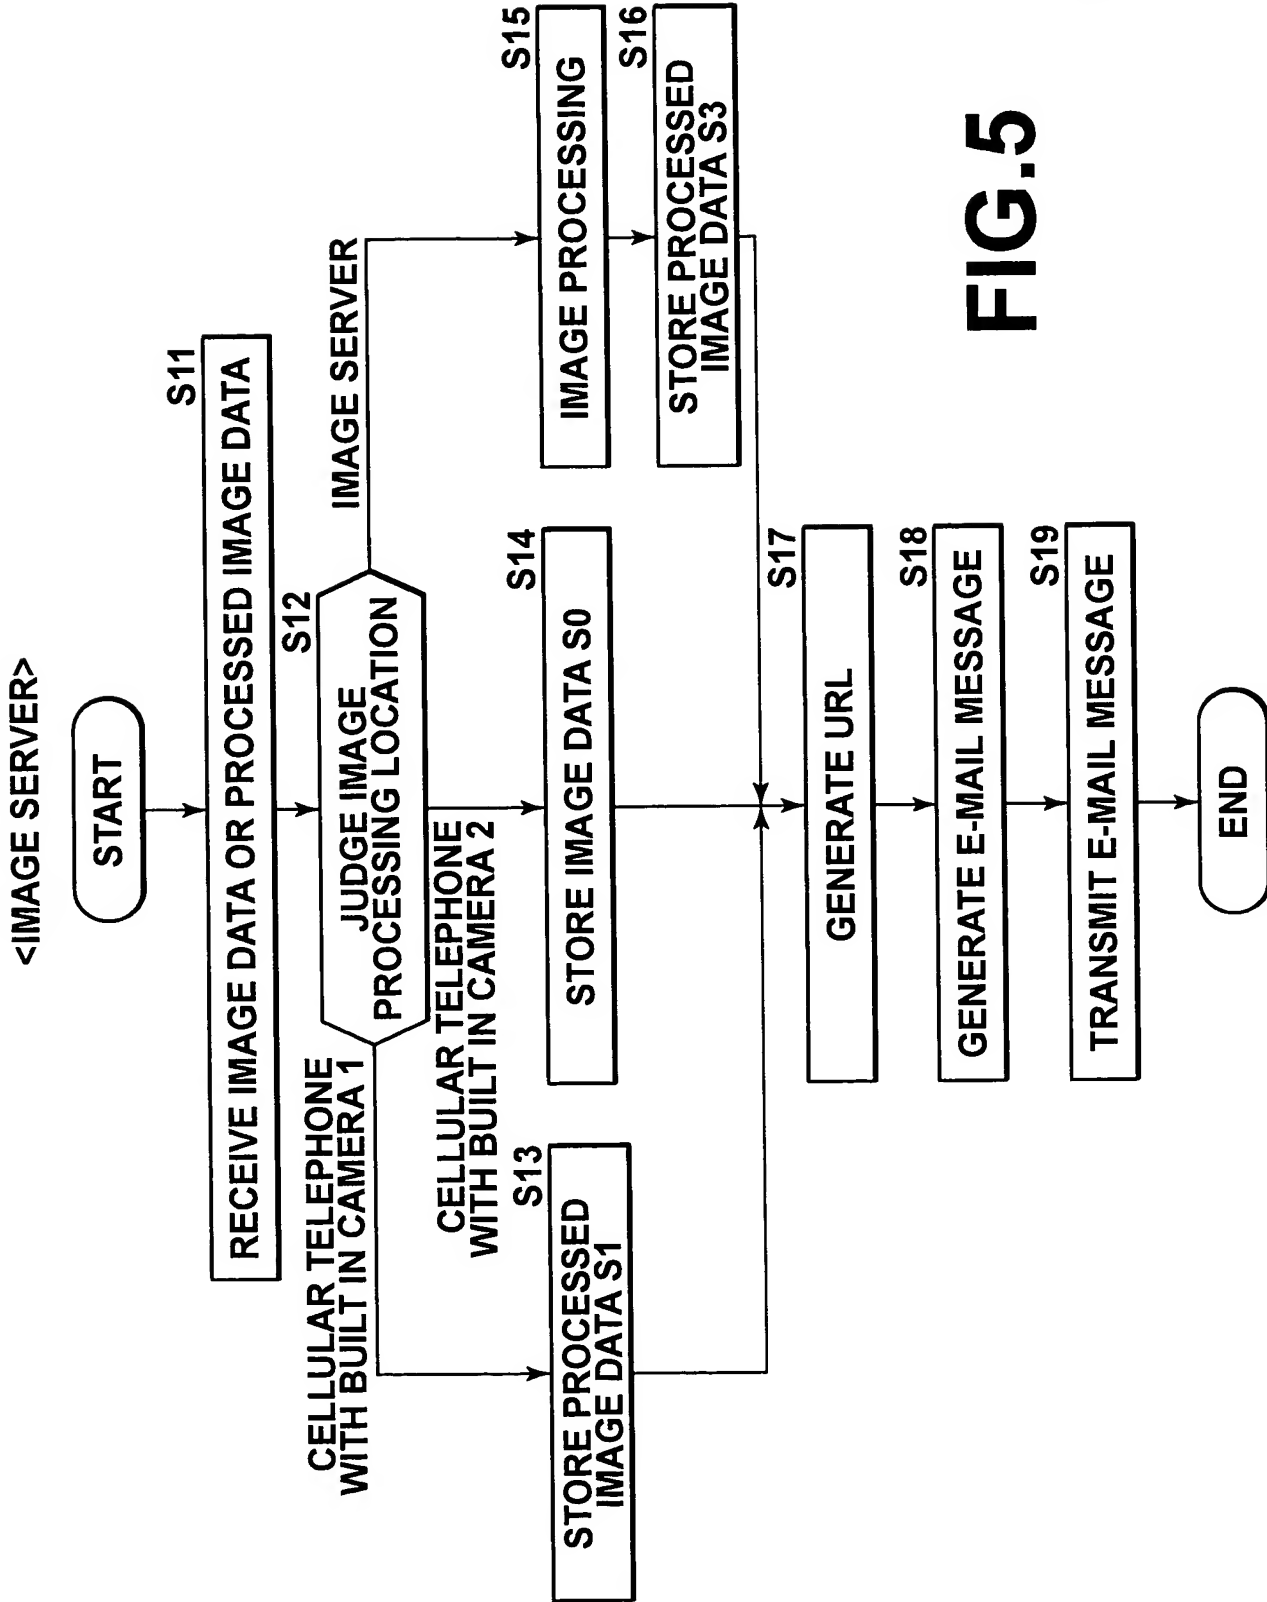 <IMAGE SERVER>
START
S11
RECEIVE IMAGE DATA OR PROCESSED IMAGE DATA
S12
JUDGE IMAGE
PROCESSING LOCATION
CELLULAR TELEPHONE
WITH BUILT IN CAMERA 1
CELLULAR TELEPHONE
WITH BUILT IN CAMERA 2
IMAGE SERVER
S13
STORE PROCESSED
IMAGE DATA S1
S14
STORE IMAGE DATA S0
S15
IMAGE PROCESSING
S16
STORE PROCESSED
IMAGE DATA S3
S17
GENERATE URL
S18
GENERATE E-MAIL MESSAGE
S19
TRANSMIT E-MAIL MESSAGE
END
FIG.5